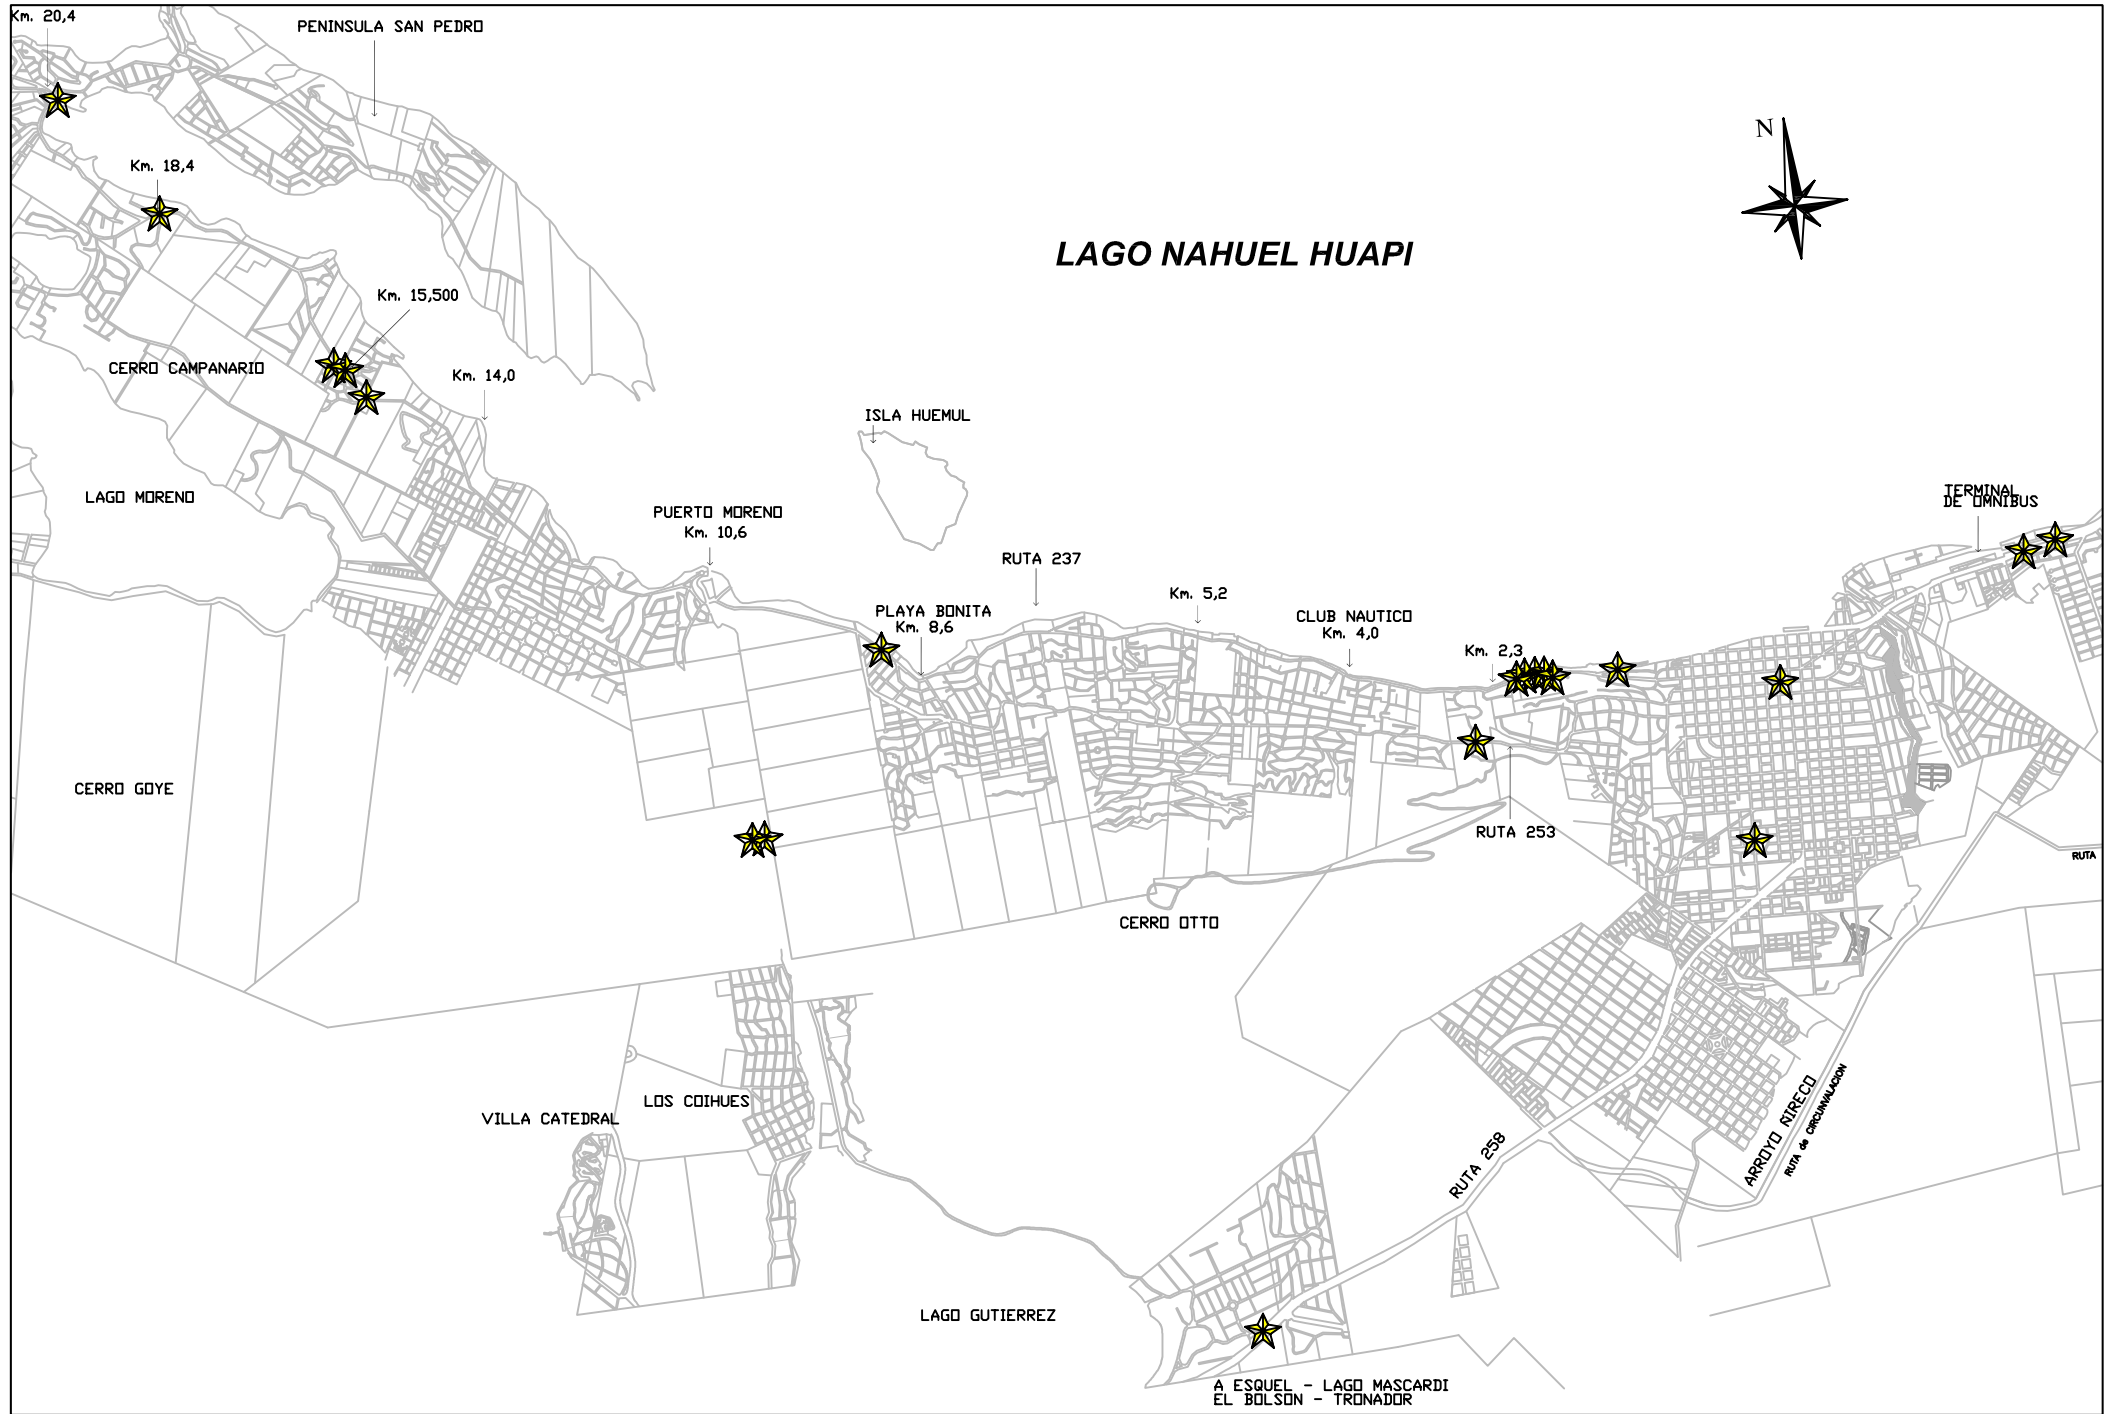 Km. 20,4
PENINSULA SAN PEDRO
N
Km. 18,4
LAGO NAHUEL HUAPI
Km. 15,500
CERRO CAMPANARIO
Km. 14,0
ISLA HUEMUL
LAGO MORENO
TERMINAL
DE OMNIBUS
PUERTO MORENO
Km. 10,6
RUTA 237
Km. 5,2
PLAYA BONITA
Km. 8,6
CLUB NAUTICO
Km. 4,0
Km. 2,3
CERRO GOYE
RUTA 253
RUTA
CERRO OTTO
LOS COIHUES
VILLA CATEDRAL
ARROYO ÑIRECO
RUTA de CIRCUNVALACION
RUTA 258
LAGO GUTIERREZ
A ESQUEL - LAGO MASCARDI
EL BOLSON - TRONADOR